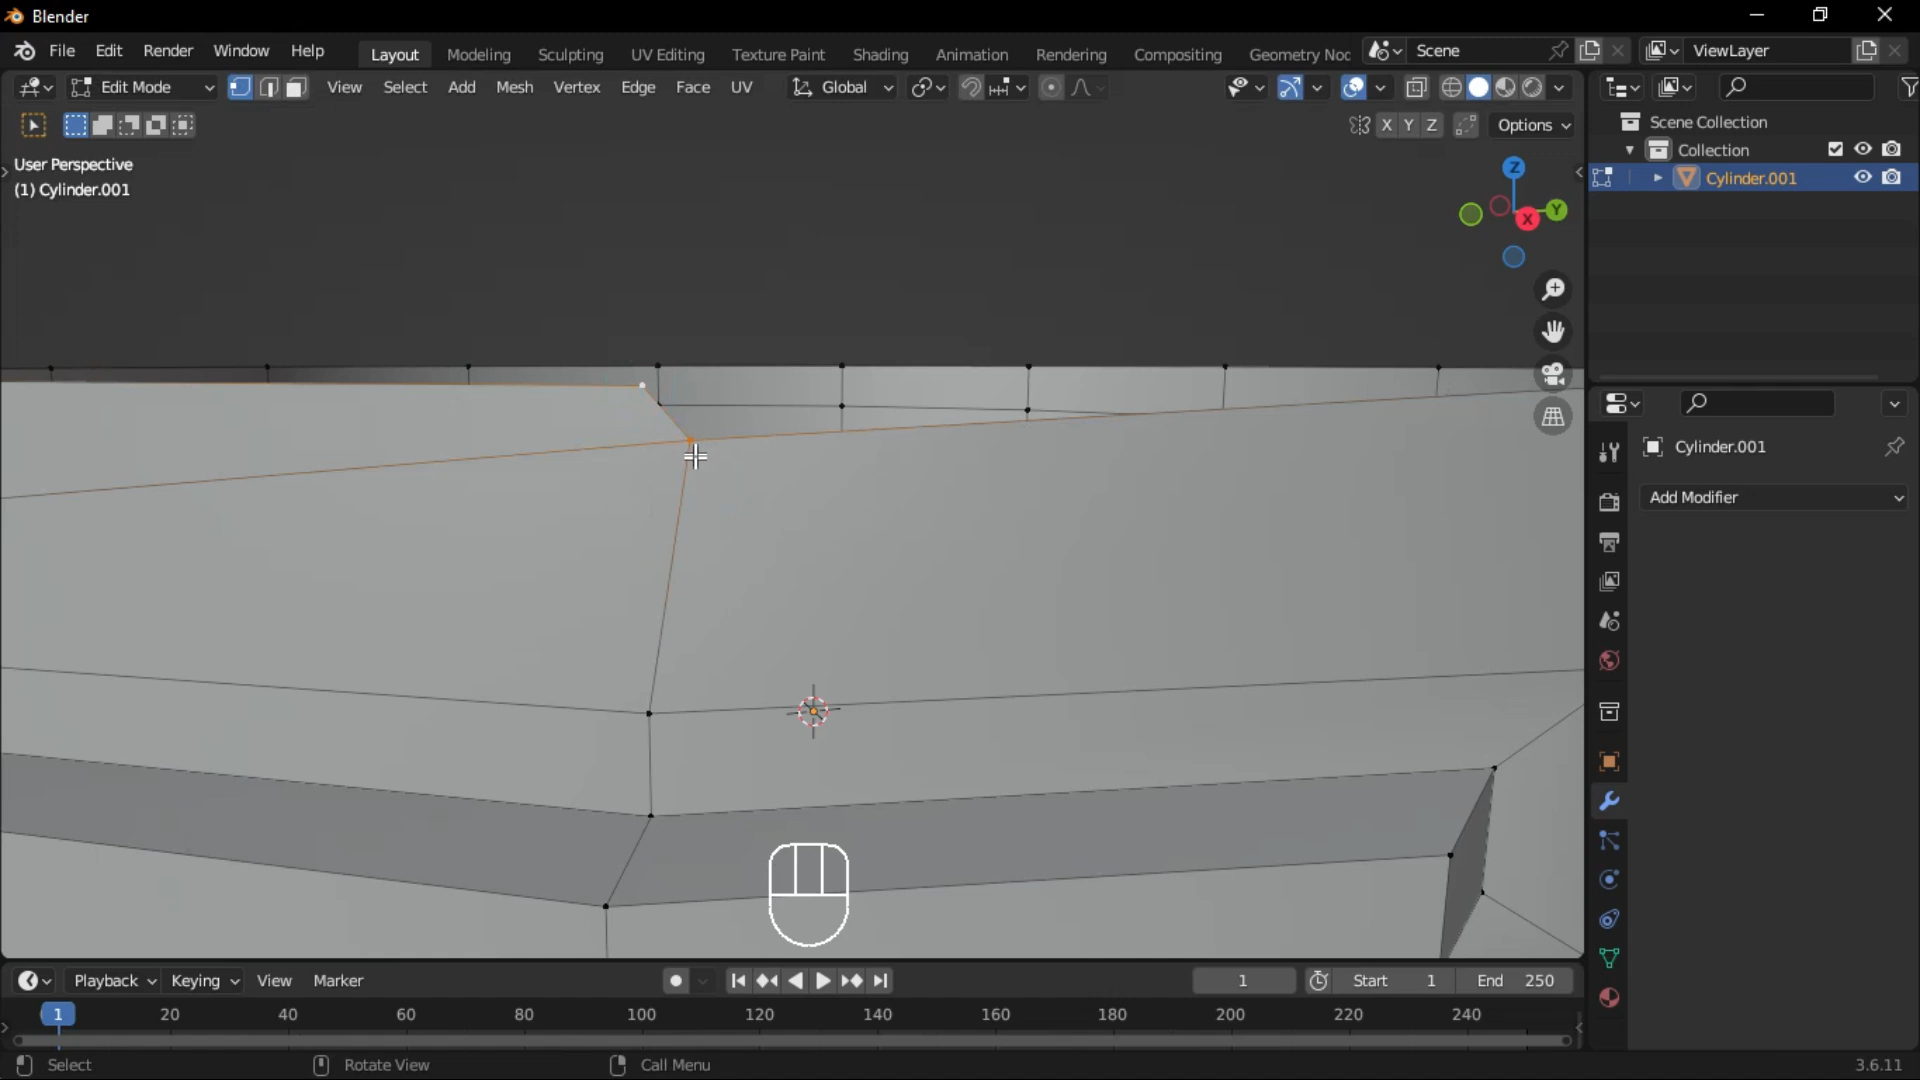 Blender
File Edit Render Window Help Layout Modeling Sculpting UV Editing Texture Paint Shading Animation Rendering Compositing Geometry Noc Scene ViewLayer
Edit Mode View Select Add Mesh Vertex Edge Face UV Global
X Y Z Options
User Perspective
(1) Cylinder.001
Z
Y
X
Scene Collection
Collection
Cylinder.001
Cylinder.001
Add Modifier
Playback Keying View Marker 1 Start 1 End 250
1 20 40 60 80 100 120 140 160 180 200 220 240
Select Rotate View Call Menu 3.6.11